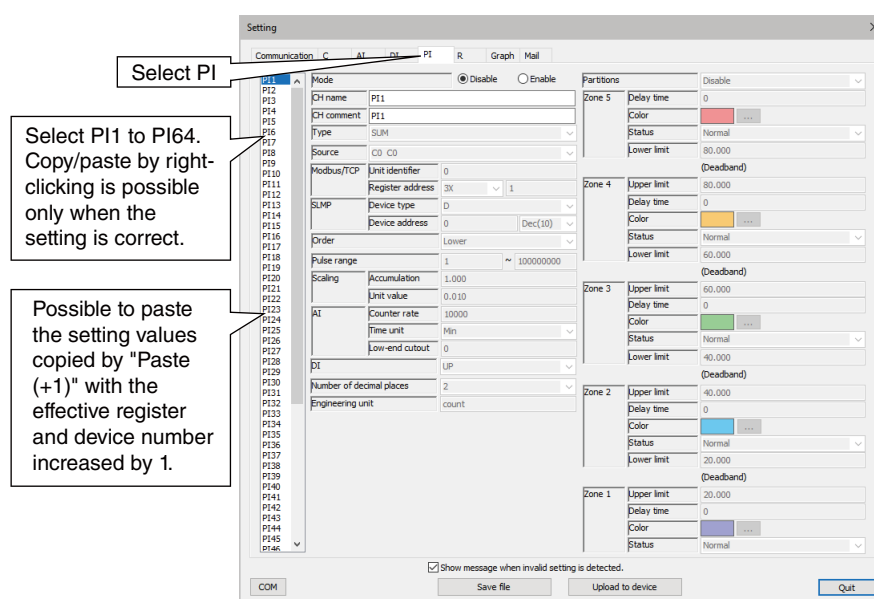 Setting
Communication C AI DI PI R Graph Mail
Select PI
Select PI1 to PI64.
Copy/paste by right-
clicking is possible
only when the
setting is correct.
Possible to paste
the setting values
copied by "Paste
(+1)" with the
effective register
and device number
increased by 1.
PI1
PI2
PI3
PI4
PI5
PI6
PI7
PI8
PI9
PI10
PI11
PI12
PI13
PI14
PI15
PI16
PI17
PI18
PI19
PI20
PI21
PI22
PI23
PI24
PI25
PI26
PI27
PI28
PI29
PI30
PI31
PI32
PI33
PI34
PI35
PI36
PI37
PI38
PI39
PI40
PI41
PI42
PI43
PI44
PI45
PI46
Mode Disable Enable
CH name PI1
CH comment PI1
Type SUM
Source C0 C0
Modbus/TCP Unit identifier 0
Register address 3X 1
SLMP Device type D
Device address 0 Dec(10)
Order Lower
Pulse range 1 ~ 100000000
Scaling Accumulation 1.000
Unit value 0.010
AI Counter rate 10000
Time unit Min
Low-end cutout 0
DI UP
Number of decimal places 2
Engineering unit count
Partitions Disable
Zone 5 Delay time 0
Color ...
Status Normal
Lower limit 80.000
(Deadband)
Zone 4 Upper limit 80.000
Delay time 0
Color ...
Status Normal
Lower limit 60.000
(Deadband)
Zone 3 Upper limit 60.000
Delay time 0
Color ...
Status Normal
Lower limit 40.000
(Deadband)
Zone 2 Upper limit 40.000
Delay time 0
Color ...
Status Normal
Lower limit 20.000
(Deadband)
Zone 1 Upper limit 20.000
Delay time 0
Color ...
Status Normal
Show message when invalid setting is detected.
COM Save file Upload to device Quit